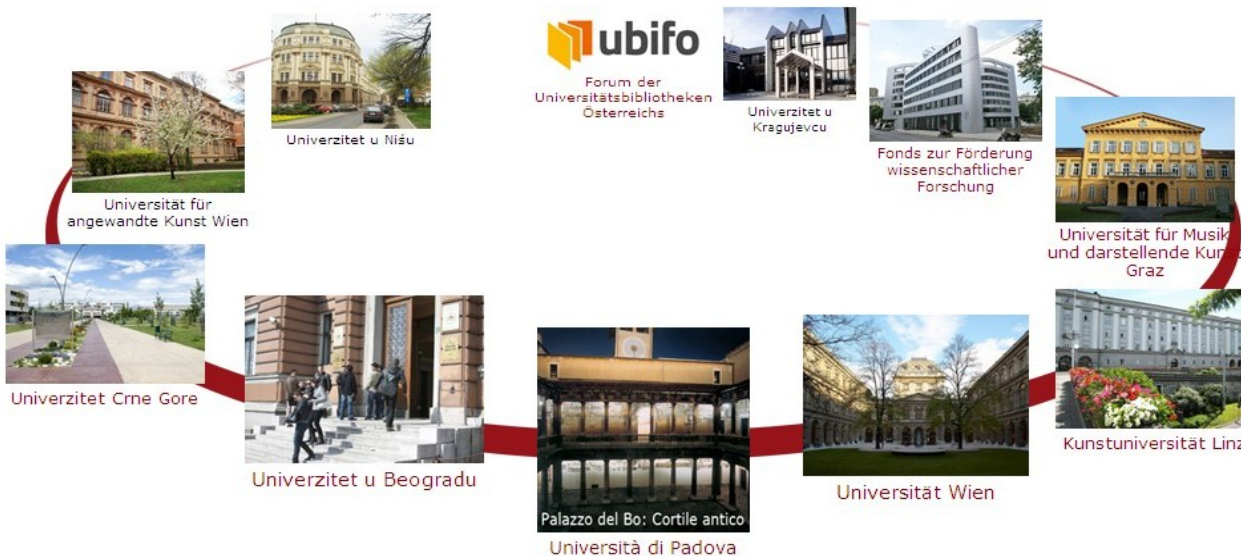 ubifo
Forum der
Universitätsbibliotheken
Österreichs
Univerzitet u Nišu
Univerzitet u
Kragujevcu
Fonds zur Förderung
wissenschaftlicher
Forschung
Universität für
angewandte Kunst Wien
Universität für Musik
und darstellende Kunst
Graz
Univerzitet Crne Gore
Univerzitet u Beogradu
Palazzo del Bo: Cortile antico
Università di Padova
Universität Wien
Kunstuniversität Linz